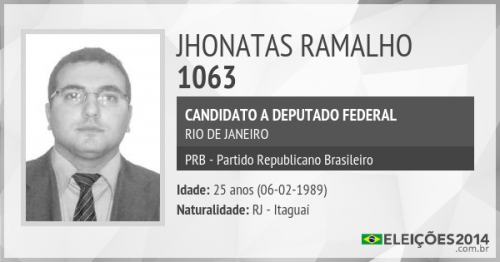 JHONATAS RAMALHO
1063
CANDIDATO A DEPUTADO FEDERAL
RIO DE JANEIRO
PRB - Partido Republicano Brasileiro
Idade: 25 anos (06-02-1989)
Naturalidade: RJ - Itaguaí
ELEIÇÕES2014
.com.br